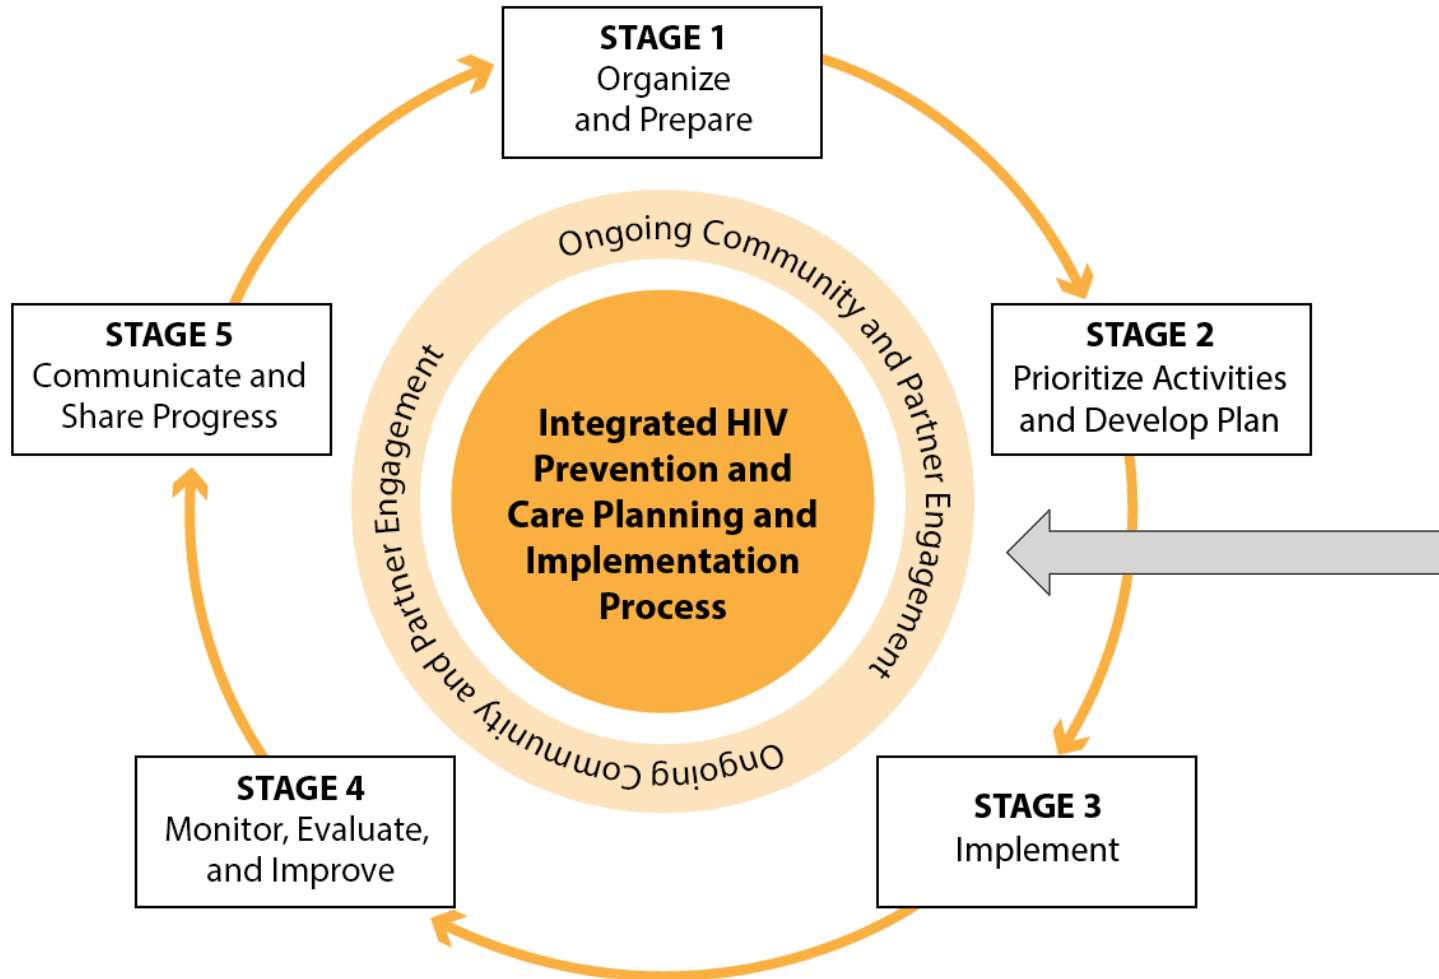 STAGE 1
Organize
and Prepare
STAGE 2
Prioritize Activities
and Develop Plan
STAGE 3
Implement
STAGE 4
Monitor, Evaluate,
and Improve
STAGE 5
Communicate and
Share Progress
Ongoing Community and Partner Engagement
Ongoing Community and Partner Engagement
Integrated HIV
Prevention and
Care Planning and
Implementation
Process